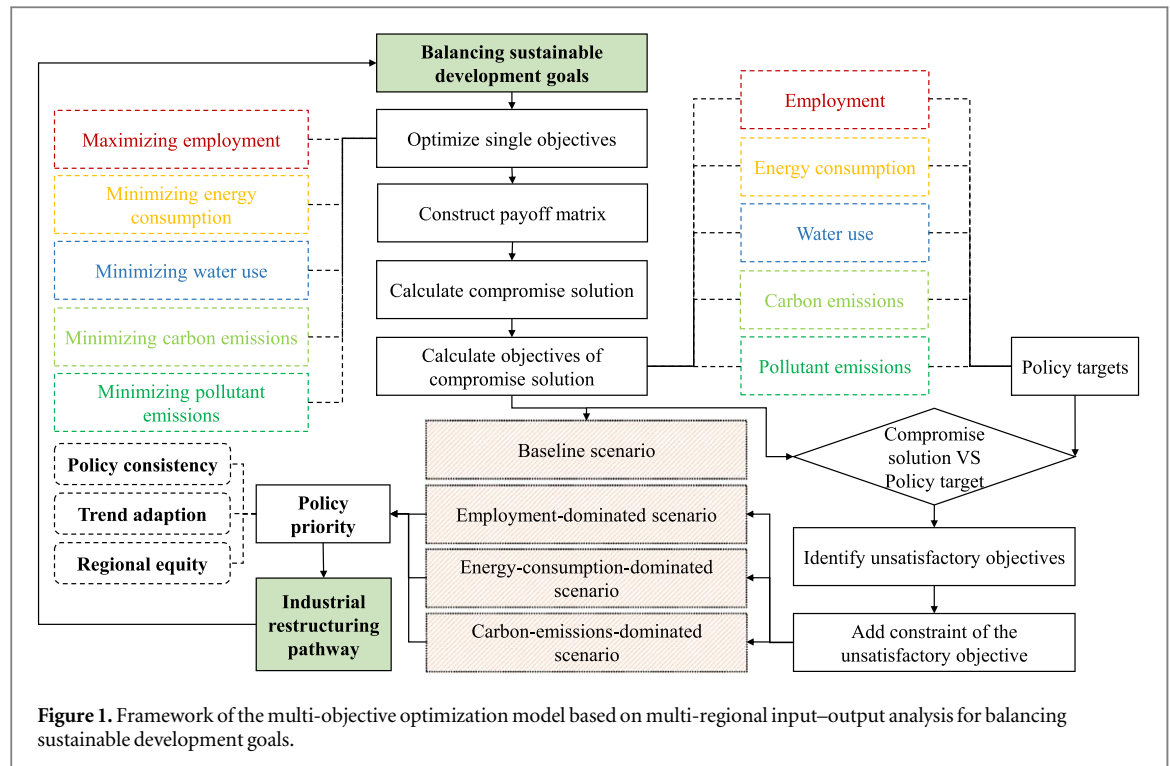 Balancing sustainable
development goals
Maximizing employment
Minimizing energy
consumption
Minimizing water use
Minimizing carbon emissions
Minimizing pollutant
emissions
Optimize single objectives
Construct payoff matrix
Calculate compromise solution
Calculate objectives of
compromise solution
Employment
Energy consumption
Water use
Carbon emissions
Pollutant emissions
Policy targets
Compromise
solution VS
Policy target
Identify unsatisfactory objectives
Add constraint of the
unsatisfactory objective
Baseline scenario
Employment-dominated scenario
Energy-consumption-dominated
scenario
Carbon-emissions-dominated
scenario
Policy
priority
Policy consistency
Trend adaption
Regional equity
Industrial
restructuring
pathway
Figure 1. Framework of the multi-objective optimization model based on multi-regional input–output analysis for balancing
sustainable development goals.